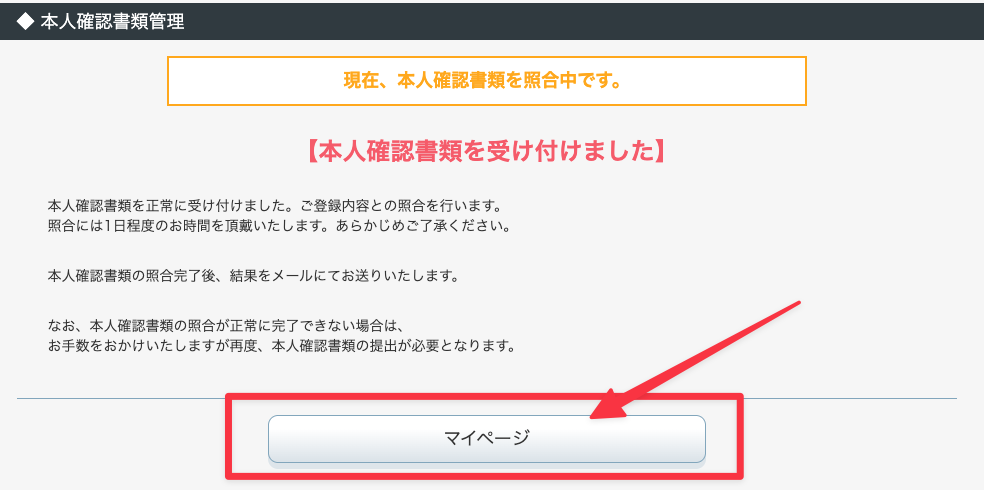 ◆ 本人確認書類管理
現在、本人確認書類を照合中です。
【本人確認書類を受け付けました】
本人確認書類を正常に受け付けました。ご登録内容との照合を行います。
照合には1日程度のお時間を頂戴いたします。あらかじめご了承ください。
本人確認書類の照合完了後、結果をメールにてお送りいたします。
なお、本人確認書類の照合が正常に完了できない場合は、
お手数をおかけいたしますが再度、本人確認書類の提出が必要となります。
マイページ